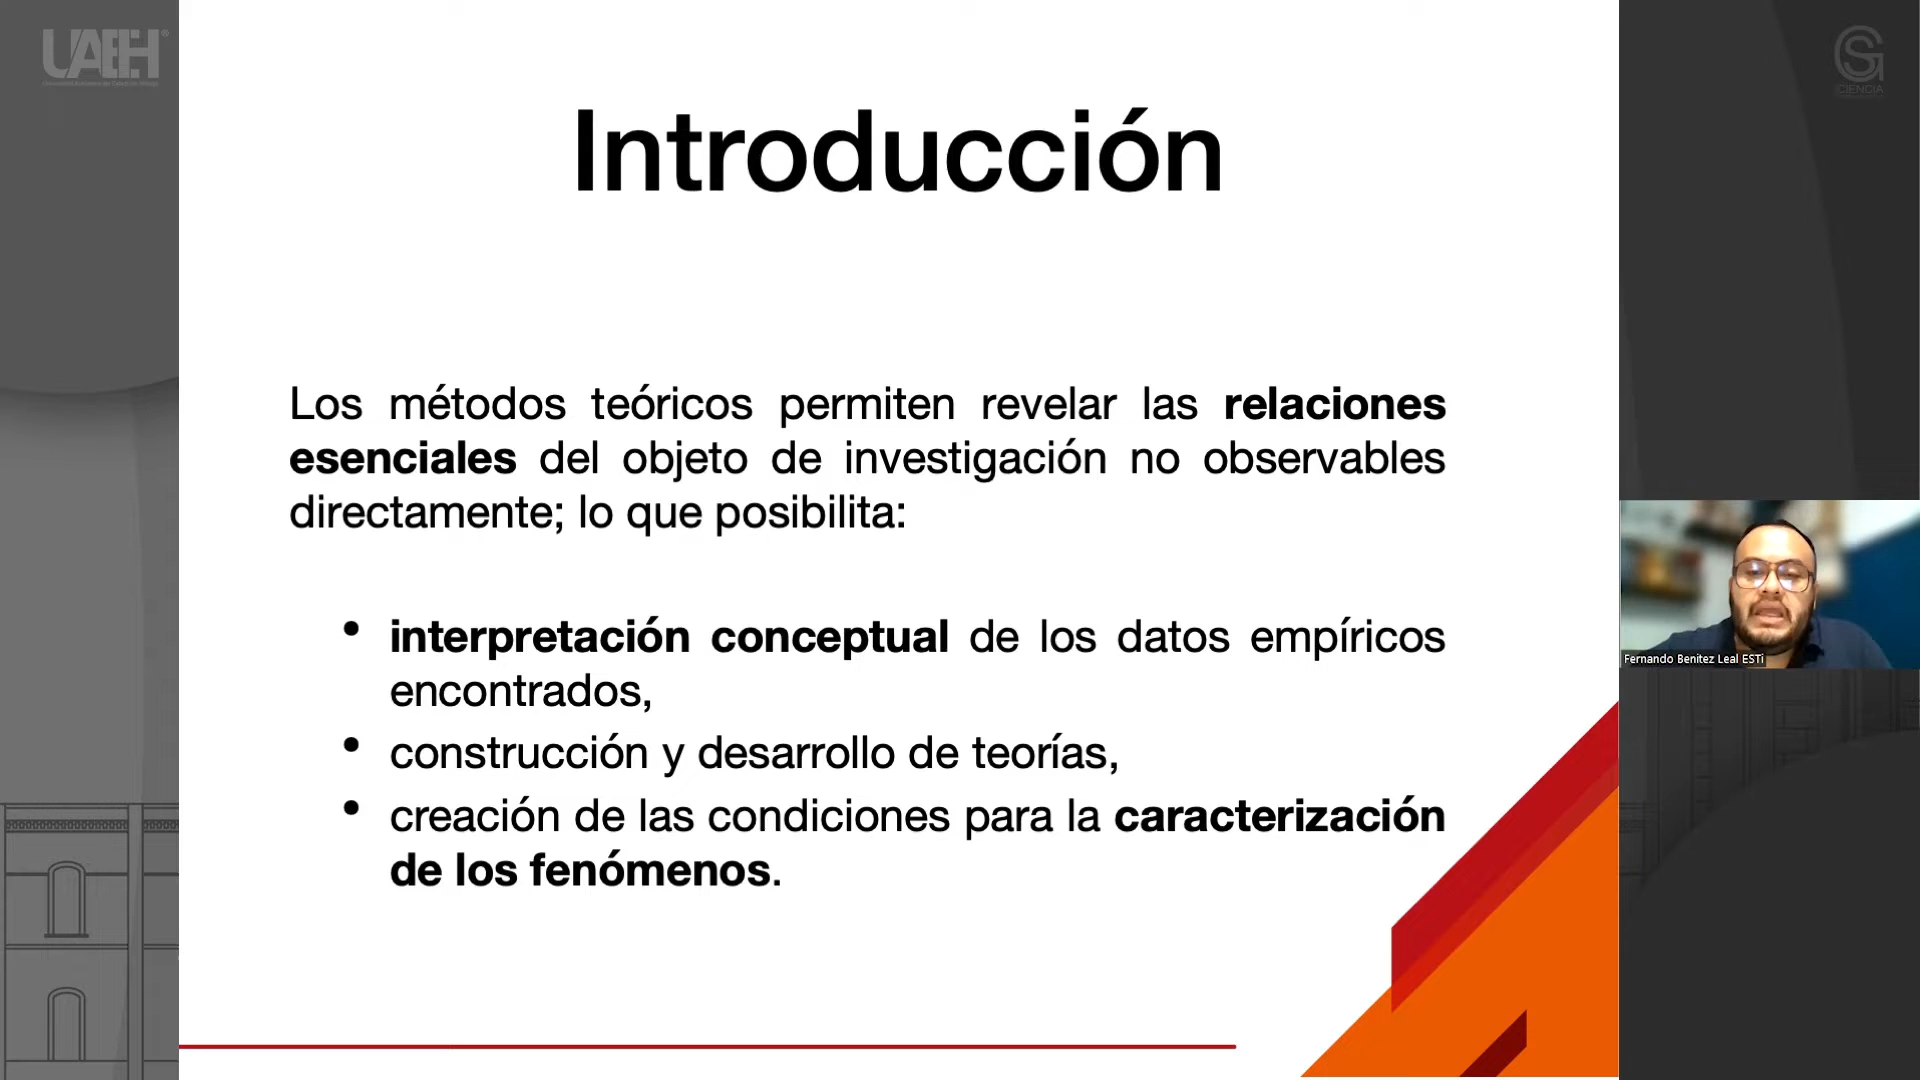 UAEH
Introducción
Los métodos teóricos permiten revelar las relaciones
esenciales del objeto de investigación no observables
directamente; lo que posibilita:
• interpretación conceptual de los datos empíricos
encontrados,
• construcción y desarrollo de teorías,
• creación de las condiciones para la caracterización
de los fenómenos.
CIENCIA
Fernando Benitez Leal ESTi